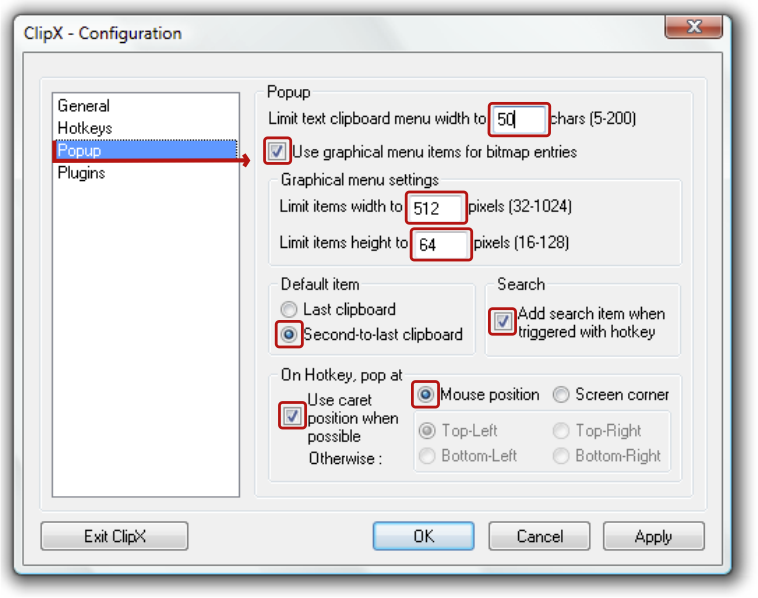 ClipX - Configuration
General
Hotkeys
Popup
Plugins
Popup
Limit text clipboard menu width to 50 chars (5-200)
Use graphical menu items for bitmap entries
Graphical menu settings
Limit items width to 512 pixels (32-1024)
Limit items height to 64 pixels (16-128)
Default item
Last clipboard
Second-to-last clipboard
Search
Add search item when
triggered with hotkey
On Hotkey, pop at
Use caret
position when
possible
Otherwise :
Mouse position
Screen corner
Top-Left
Top-Right
Bottom-Left
Bottom-Right
Exit ClipX
OK
Cancel
Apply